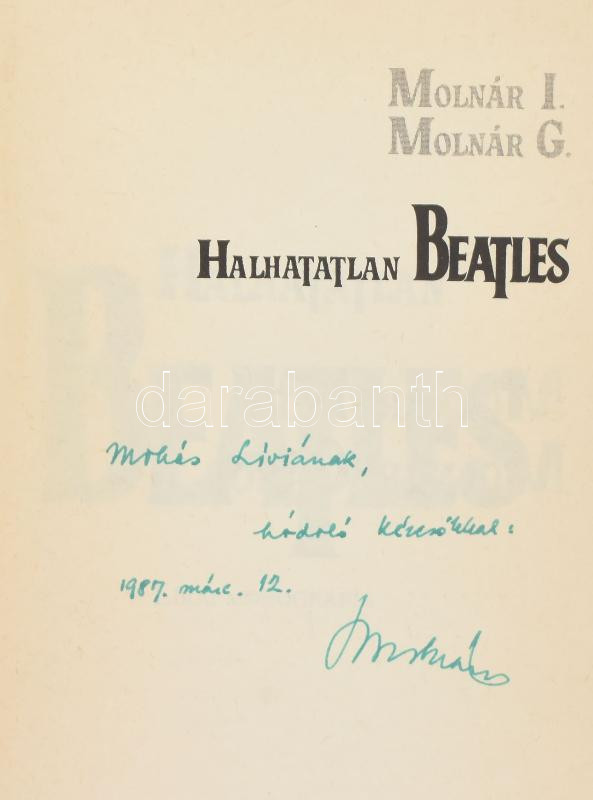 MOLNÁR I.
MOLNÁR G.
HALHATATLAN BEATLES
darabanth
Mohás Líviának,
hódoló kézcsókkal:
1987. márc. 12.